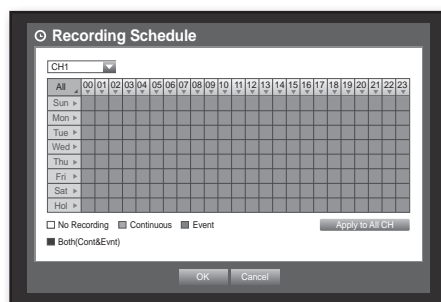 Recording Schedule
CH1
All 00 01 02 03 04 05 06 07 08 09 10 11 12 13 14 15 16 17 18 19 20 21 22 23
Sun
Mon
Tue
Wed
Thu
Fri
Sat
Hol
No Recording Continuous Event Apply to All CH
Both(Cont&Evnt)
OK Cancel